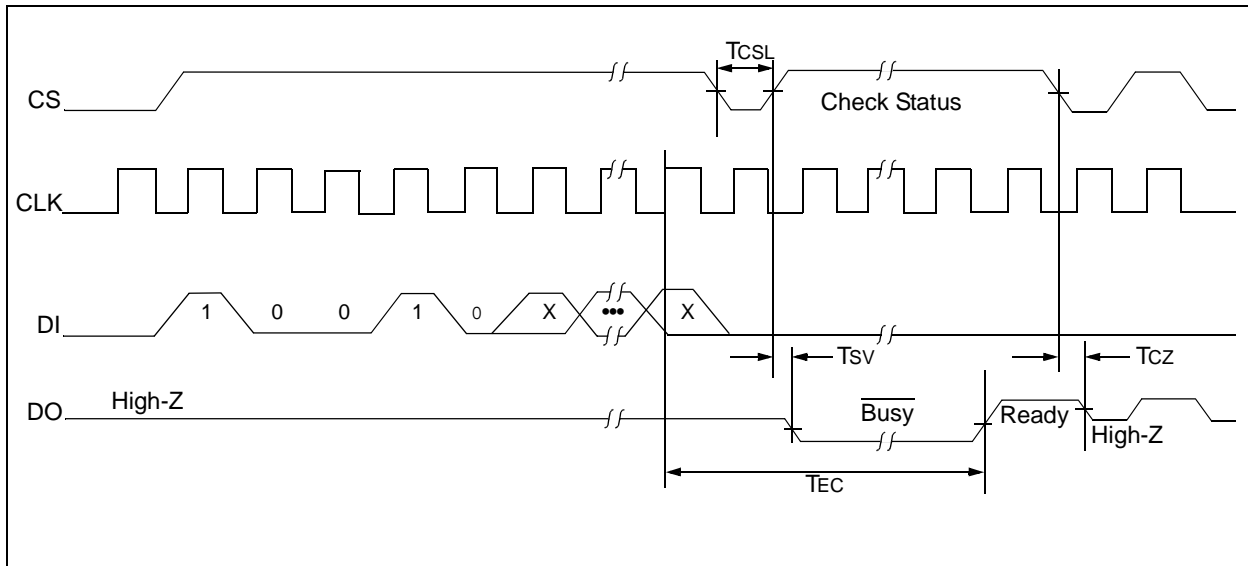 TCSL
CS
Check Status
CLK
DI
1 0 0 1 0 X ••• X
TSV
TCZ
DO
High-Z
Busy
Ready
High-Z
TEC